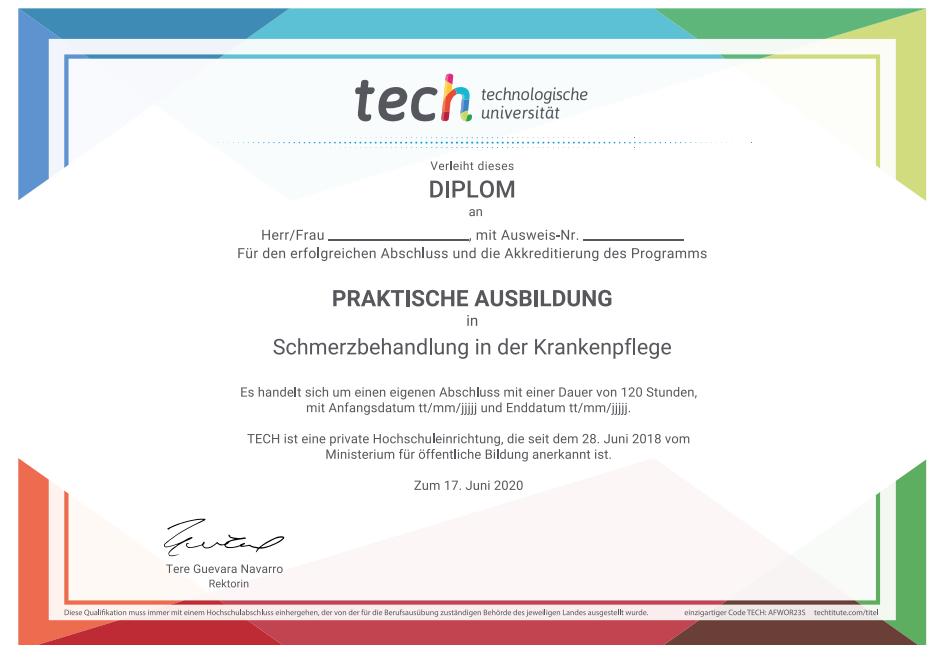 tech technologische
universität
Verleiht dieses
DIPLOM
an
Herr/Frau ____________, mit Ausweis-Nr. ____________
Für den erfolgreichen Abschluss und die Akkreditierung des Programms
PRAKTISCHE AUSBILDUNG
in
Schmerzbehandlung in der Krankenpflege
Es handelt sich um einen eigenen Abschluss mit einer Dauer von 120 Stunden,
mit Anfangsdatum tt/mm/jjjjj und Enddatum tt/mm/jjjjj.
TECH ist eine private Hochschuleinrichtung, die seit dem 28. Juni 2018 vom
Ministerium für öffentliche Bildung anerkannt ist.
Zum 17. Juni 2020
Tere Guevara Navarro
Rektorin
Diese Qualifikation muss immer mit einem Hochschulabschluss einhergehen, der von der für die Berufsausübung zuständigen Behörde des jeweiligen Landes ausgestellt wurde. einzigartiger Code TECH: AFWOR23S techtitute.com/titel